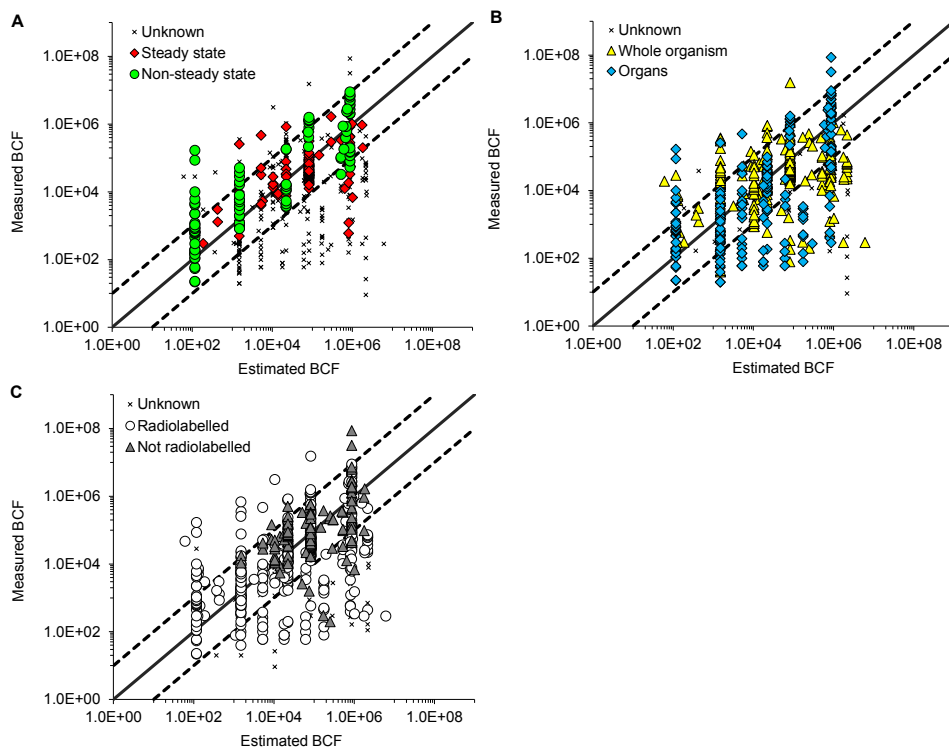 A
Unknown
Steady state
Non-steady state
1.0E+08
1.0E+06
1.0E+04
1.0E+02
1.0E+00
Measured BCF
1.0E+00 1.0E+02 1.0E+04 1.0E+06 1.0E+08
Estimated BCF
B
Unknown
Whole organism
Organs
1.0E+08
1.0E+06
1.0E+04
1.0E+02
1.0E+00
Measured BCF
1.0E+00 1.0E+02 1.0E+04 1.0E+06 1.0E+08
Estimated BCF
C
Unknown
Radiolabelled
Not radiolabelled
1.0E+08
1.0E+06
1.0E+04
1.0E+02
1.0E+00
Measured BCF
1.0E+00 1.0E+02 1.0E+04 1.0E+06 1.0E+08
Estimated BCF